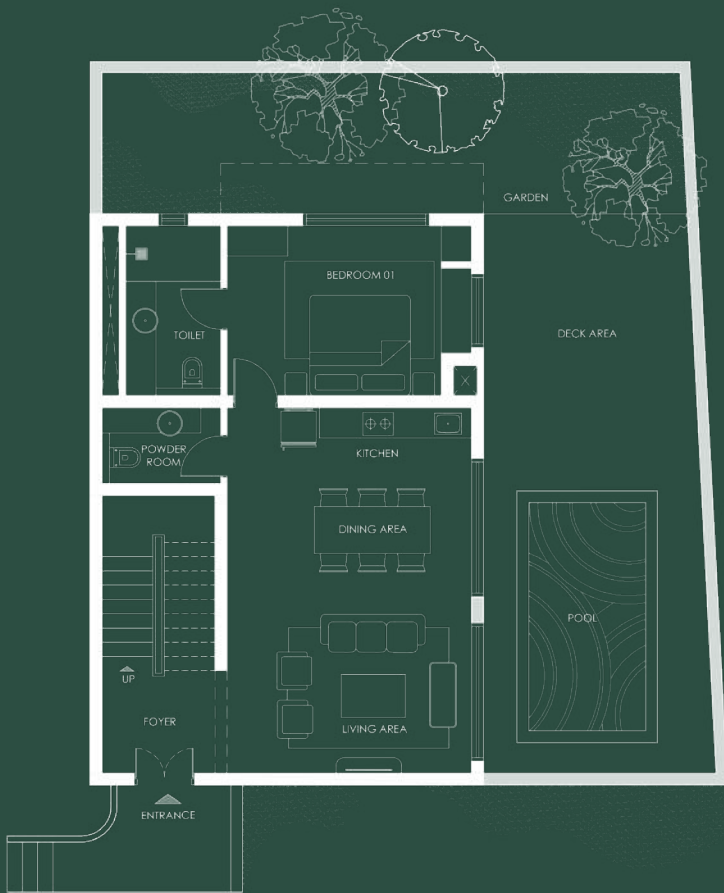 GARDEN
BEDROOM 01
DECK AREA
TOILET
POWDER
ROOM
KITCHEN
DINING AREA
POOL
UP
FOYER
LIVING AREA
ENTRANCE